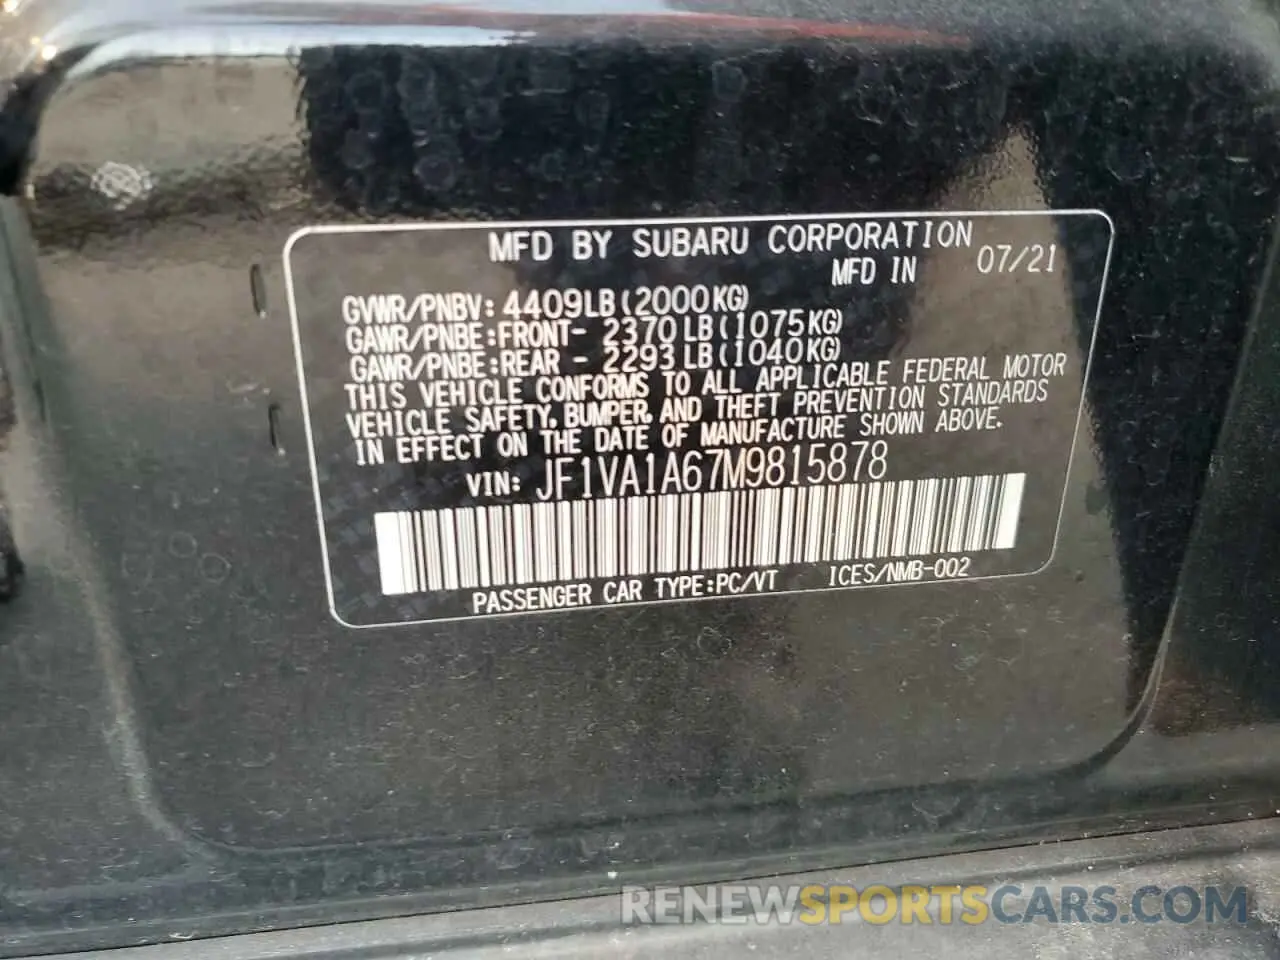 MFD BY SUBARU CORPORATION
MFD IN 07/21
GVWR/PNBV: 4409LB(2000KG)
GAWR/PNBE:FRONT- 2370LB(1075KG)
GAWR/PNBE:REAR - 2293LB(1040KG)
THIS VEHICLE CONFORMS TO ALL APPLICABLE FEDERAL MOTOR
VEHICLE SAFETY, BUMPER, AND THEFT PREVENTION STANDARDS
IN EFFECT ON THE DATE OF MANUFACTURE SHOWN ABOVE.
VIN: JF1VA1A67M9815878
PASSENGER CAR TYPE:PC/VT ICES/NMB-002
RENEWSPORTSCARS.COM